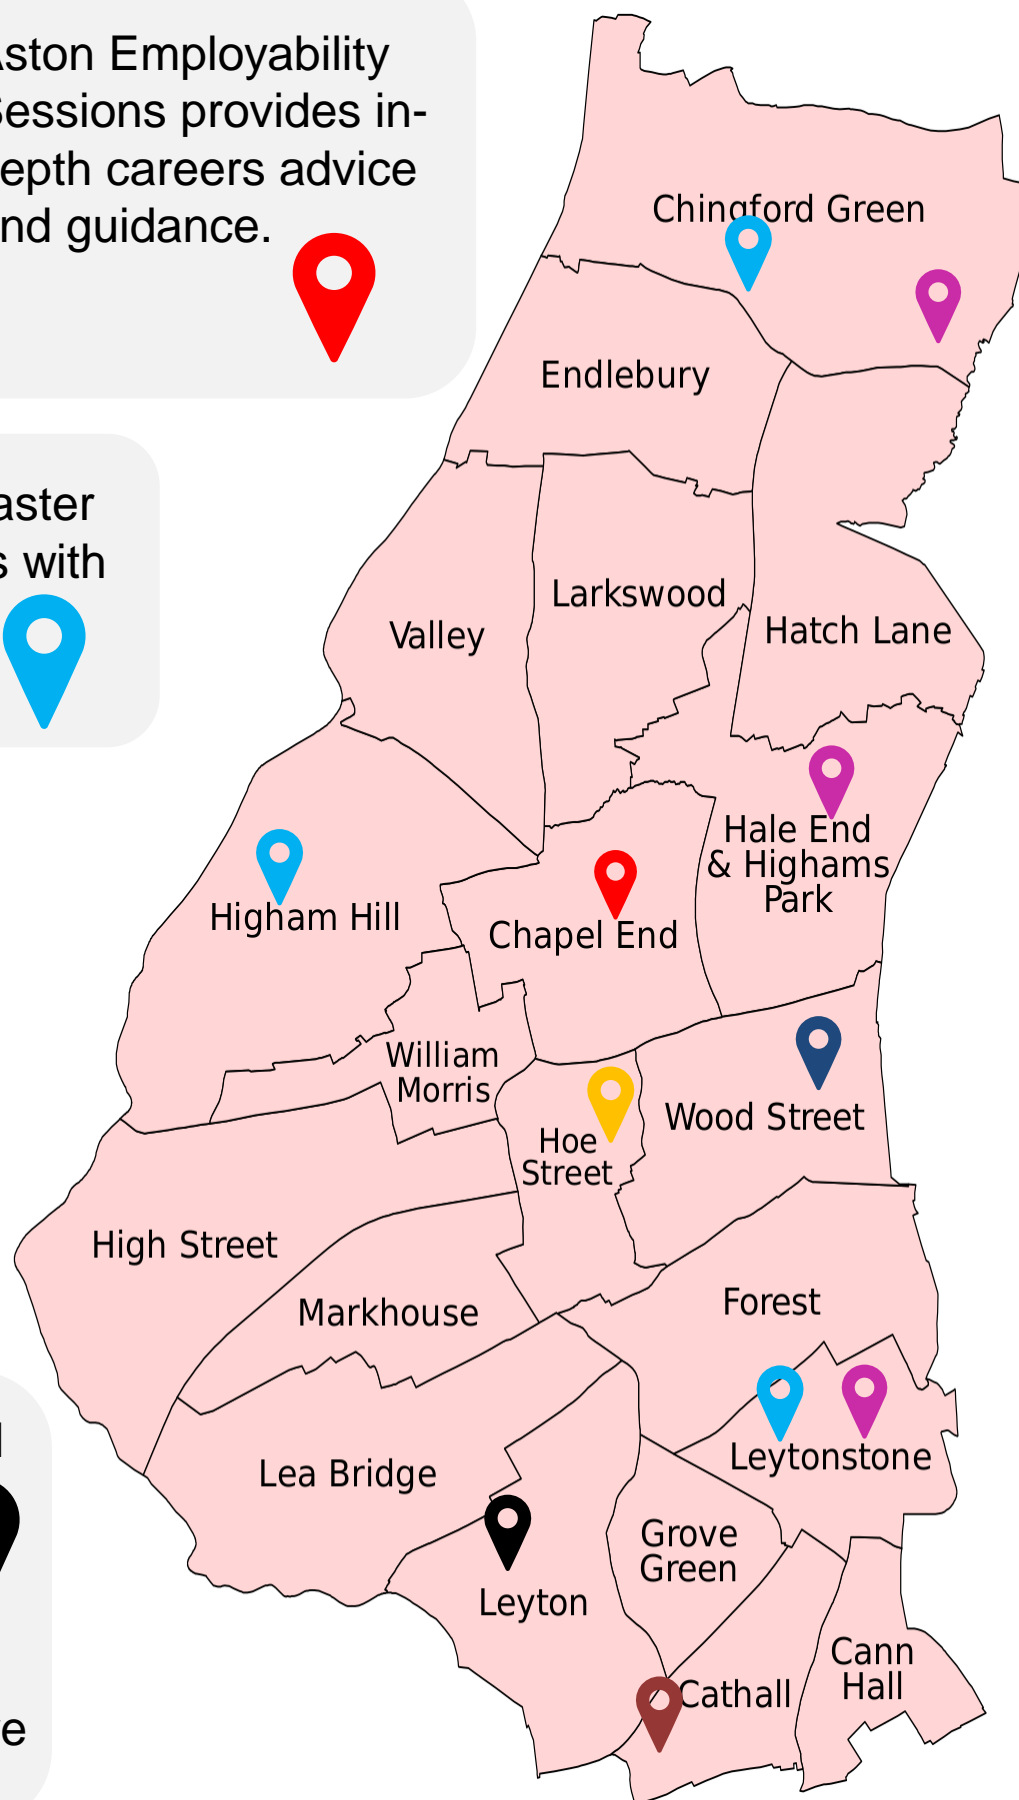 Aston Employability
Sessions provides in-
epth careers advice
nd guidance.
aster
s with
Chingford Green
Endlebury
Larkswood
Valley
Hatch Lane
Hale End
& Highams
Park
Higham Hill
Chapel End
William
Morris
Wood Street
Hoe
Street
High Street
Markhouse
Forest
Lea Bridge
Leytonstone
Grove
Green
Leyton
Cann
Hall
Cathall
e